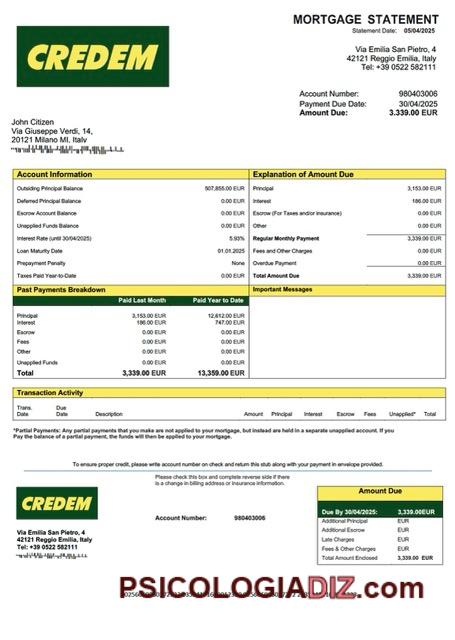 MORTGAGE STATEMENT
Statement Date: 05/04/2025
CREDEM
Via Emilia San Pietro, 4
42121 Reggio Emilia, Italy
Tel: +39 0522 582111
Account Number: 980403006
Payment Due Date: 30/04/2025
Amount Due: 3.339.00 EUR
John Citizen
Via Giuseppe Verdi, 14,
20121 Milano MI, Italy
Account Information
Outsiding Principal Balance 507,855.00 EUR
Deferred Principal Balance 0.00 EUR
Escrow Account Balance 0.00 EUR
Unapplied Funds Balance 0.00 EUR
Interest Rate (until 30/04/2025) 5.93%
Loan Maturity Date 01.01.2025
Prepayment Penalty None
Taxes Paid Year-to-Date 0.00 EUR
Explanation of Amount Due
Principal 3,153.00 EUR
Interest 186.00 EUR
Escrow (For Taxes and/or insurance) 0.00 EUR
Other 0.00 EUR
Regular Monthly Payment 3,339.00 EUR
Fees and Other Charges 0.00 EUR
Overdue Payment 0.00 EUR
Total Amount Due 3,339.00 EUR
Past Payments Breakdown
Paid Last Month Paid Year to Date
Principal 3,153.00 EUR 12,612.00 EUR
Interest 186.00 EUR 747.00 EUR
Escrow 0.00 EUR 0.00 EUR
Fees 0.00 EUR 0.00 EUR
Other 0.00 EUR 0.00 EUR
Unapplied Funds 0.00 EUR 0.00 EUR
Total 3,339.00 EUR 13,359.00 EUR
Important Messages
Transaction Activity
Trans. Date Due Date Description Amount Principal Interest Escrow Fees Unapplied* Total
*Partial Payments: Any partial payments that you make are not applied to your mortgage, but instead are held in a separate unapplied account. If you
Pay the balance of a partial payment, the funds will then be applied to your mortgage.
To ensure proper credit, please write account number on check and return this stub along with your payment in envelope provided.
CREDEM
Please check this box and complete reverse side if there
is a change in billing address or insurance information.
Via Emilia San Pietro, 4
42121 Reggio Emilia, Italy
Tel: +39 0522 582111
Account Number: 980403006
Amount Due
Due By 30/04/2025: 3,339.00EUR
Additional Principal EUR
Additional Escrow EUR
Late Charges EUR
Fees & Other Charges EUR
Total Amount Enclosed 3,339.00 EUR
PSICOLOGIADIZ.com